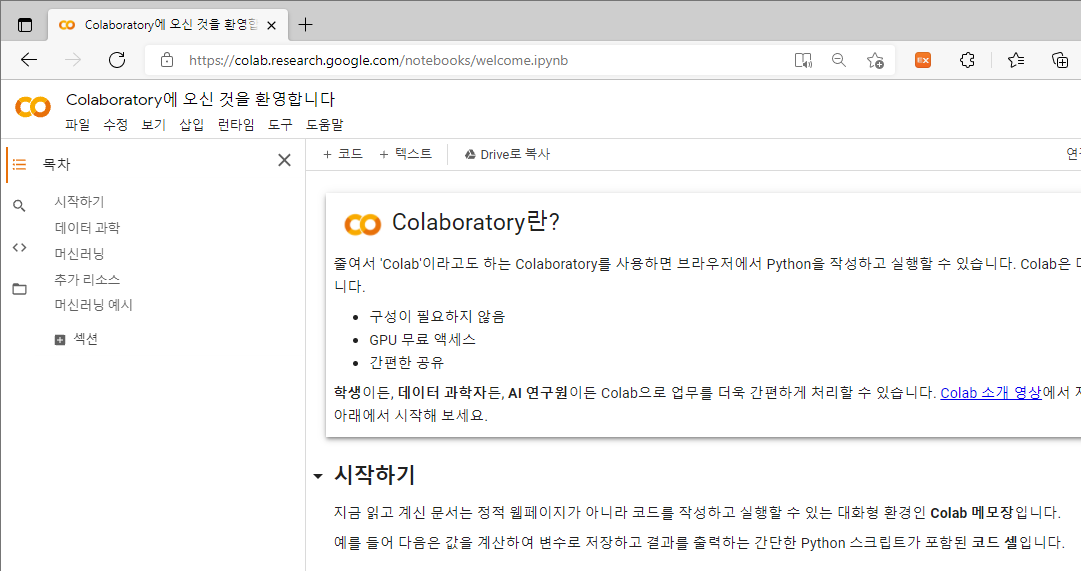 Colaboratory에 오신 것을 환영합
https://colab.research.google.com/notebooks/welcome.ipynb
Colaboratory에 오신 것을 환영합니다
파일 수정 보기 삽입 런타임 도구 도움말
목차
+ 코드 + 텍스트 Drive로 복사
시작하기
데이터 과학
머신러닝
추가 리소스
머신러닝 예시
섹션
Colaboratory란?
줄여서 'Colab'이라고도 하는 Colaboratory를 사용하면 브라우저에서 Python을 작성하고 실행할 수 있습니다. Colab은
니다.
• 구성이 필요하지 않음
• GPU 무료 액세스
• 간편한 공유
학생이든, 데이터 과학자든, AI 연구원이든 Colab으로 업무를 더욱 간편하게 처리할 수 있습니다. Colab 소개 영상에서
아래에서 시작해 보세요.
시작하기
지금 읽고 계신 문서는 정적 웹페이지가 아니라 코드를 작성하고 실행할 수 있는 대화형 환경인 Colab 메모장입니다.
예를 들어 다음은 값을 계산하여 변수로 저장하고 결과를 출력하는 간단한 Python 스크립트가 포함된 코드 셀입니다.